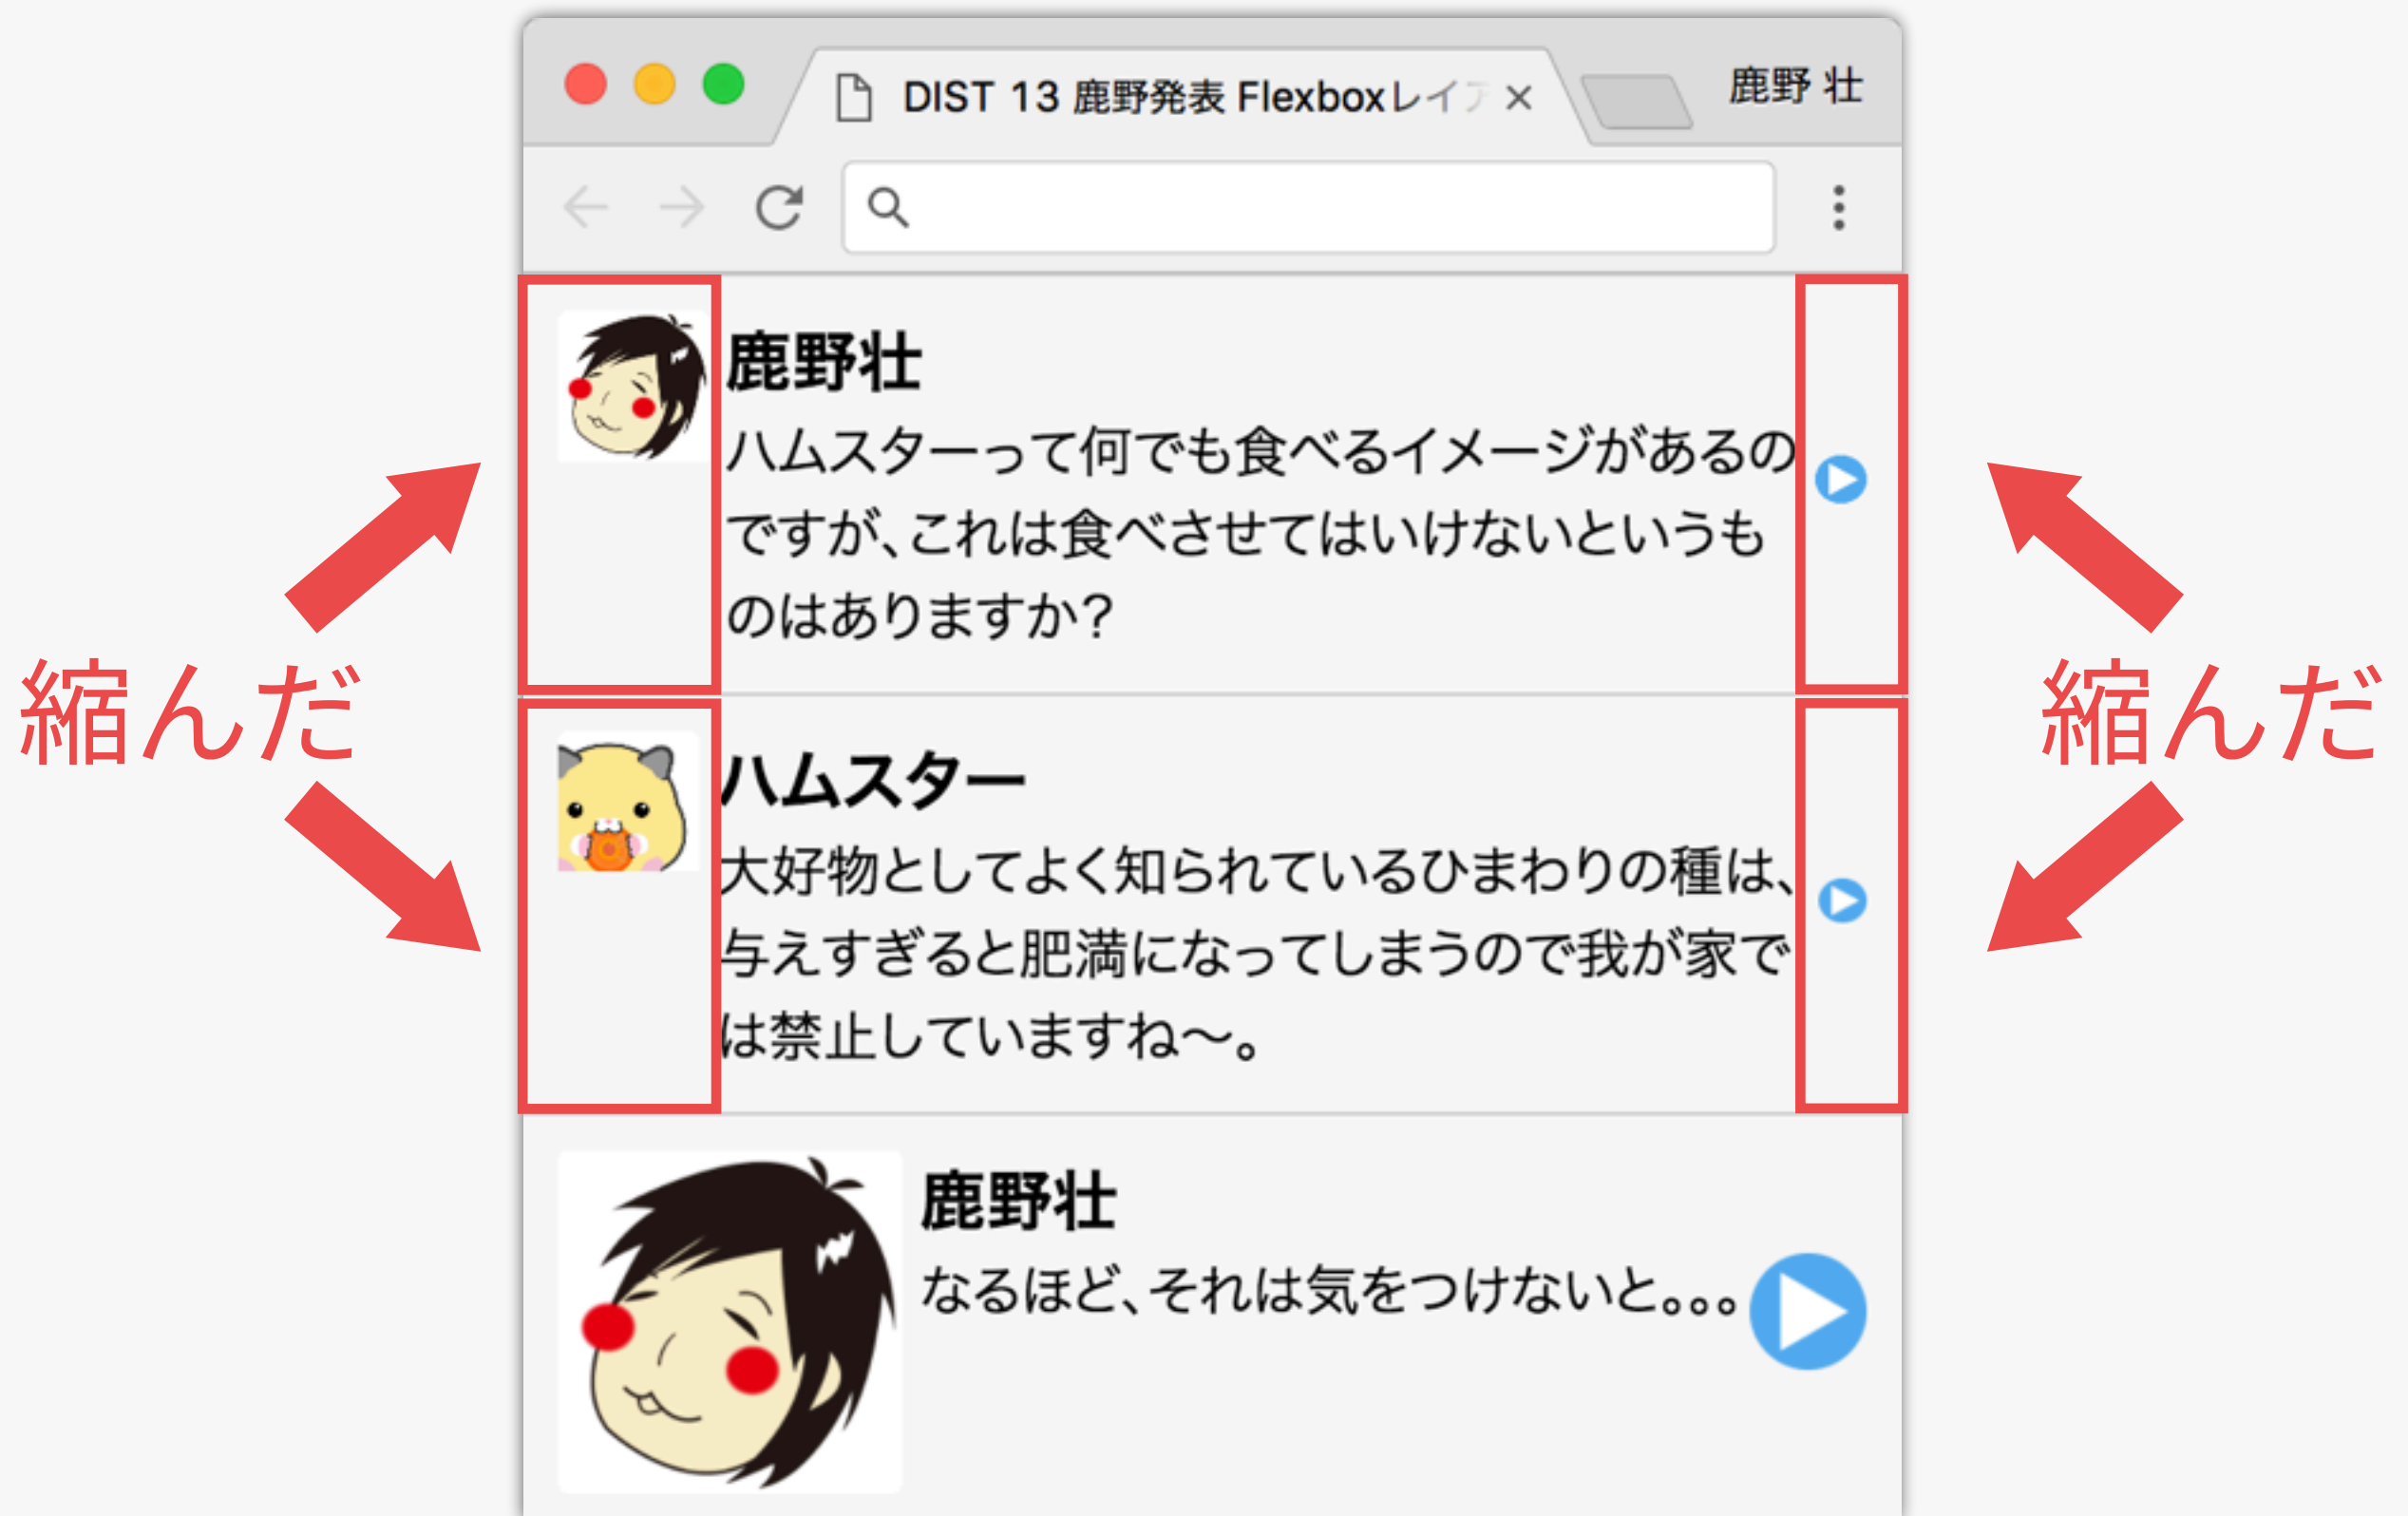 DIST 13 鹿野発表 Flexboxレイア
鹿野 壮
鹿野壮
ハムスターって何でも食べるイメージがあるの
ですが、これは食べさせてはいけないというも
のはありますか？
縮んだ
縮んだ
ハムスター
大好物としてよく知られているひまわりの種は、
与えすぎると肥満になってしまうので我が家で
は禁止していますね〜。
鹿野壮
なるほど、それは気をつけないと。。。